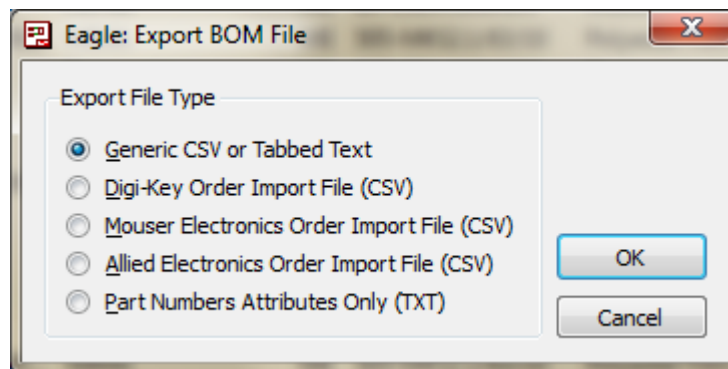 Eagle: Export BOM File
Export File Type
Generic CSV or Tabbed Text
Digi-Key Order Import File (CSV)
Mouser Electronics Order Import File (CSV)
Allied Electronics Order Import File (CSV)
Part Numbers Attributes Only (TXT)
OK
Cancel